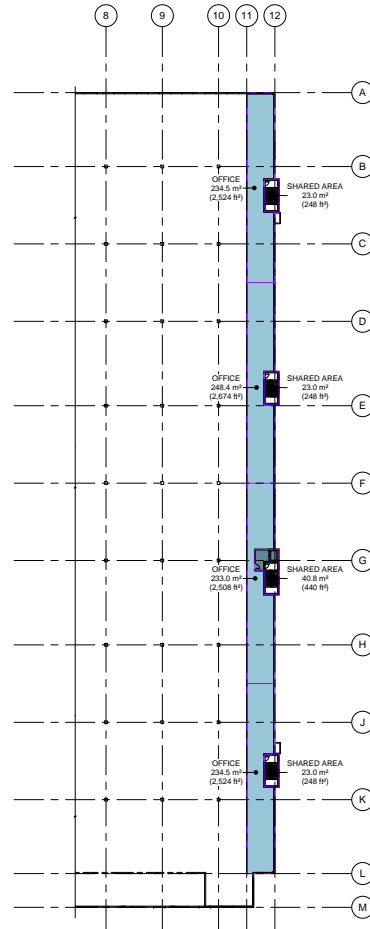 8
9
10
11
12
A
B
OFFICE
234.5 m²
(2,524 ft²)
SHARED AREA
23.0 m²
(248 ft²)
C
D
OFFICE
248.4 m²
(2,674 ft²)
SHARED AREA
23.0 m²
(248 ft²)
E
F
G
OFFICE
233.0 m²
(2,508 ft²)
SHARED AREA
40.8 m²
(440 ft²)
H
J
OFFICE
234.5 m²
(2,524 ft²)
SHARED AREA
23.0 m²
(248 ft²)
K
L
M